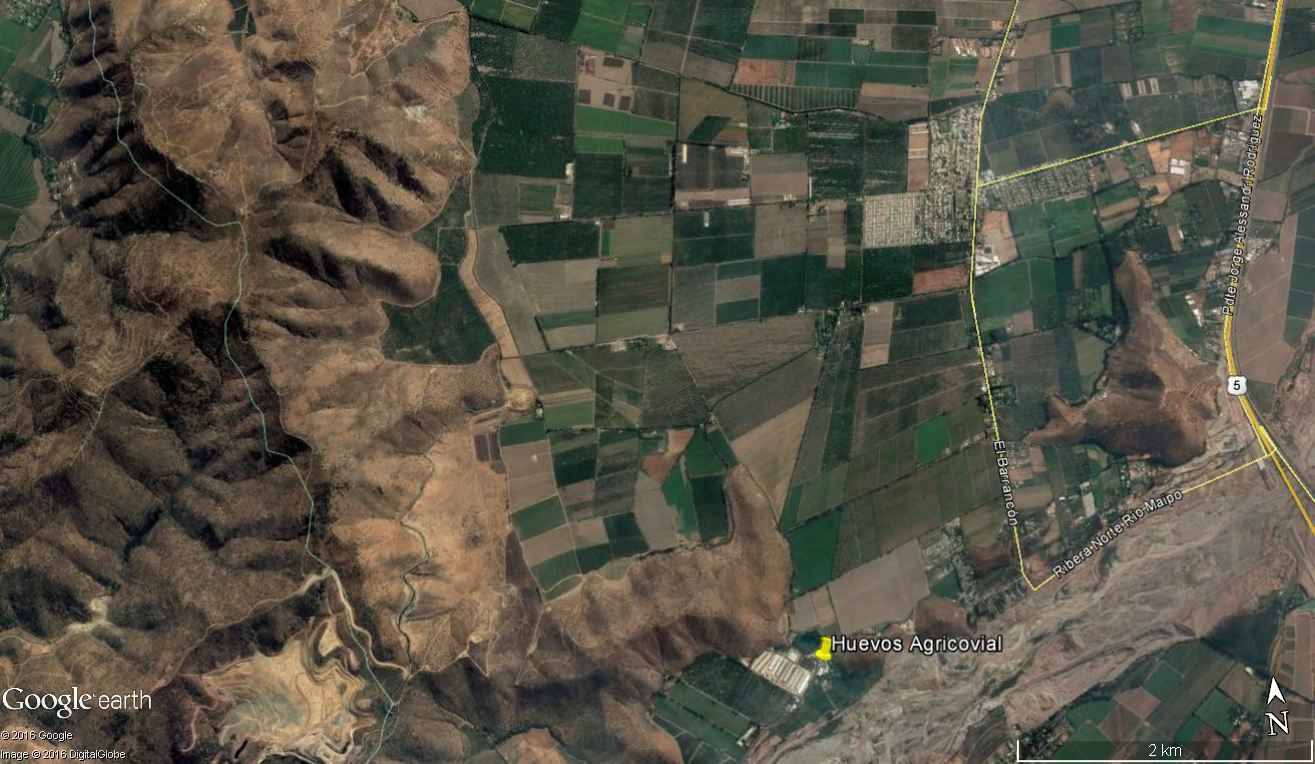 Pdte Jorge Alessandri Rodriguez
5
El Barrancón
Ribera Norte Rio Maipo
Huevos Agricovial
Google earth
© 2016 Google
Image © 2016 DigitalGlobe
N
2 km